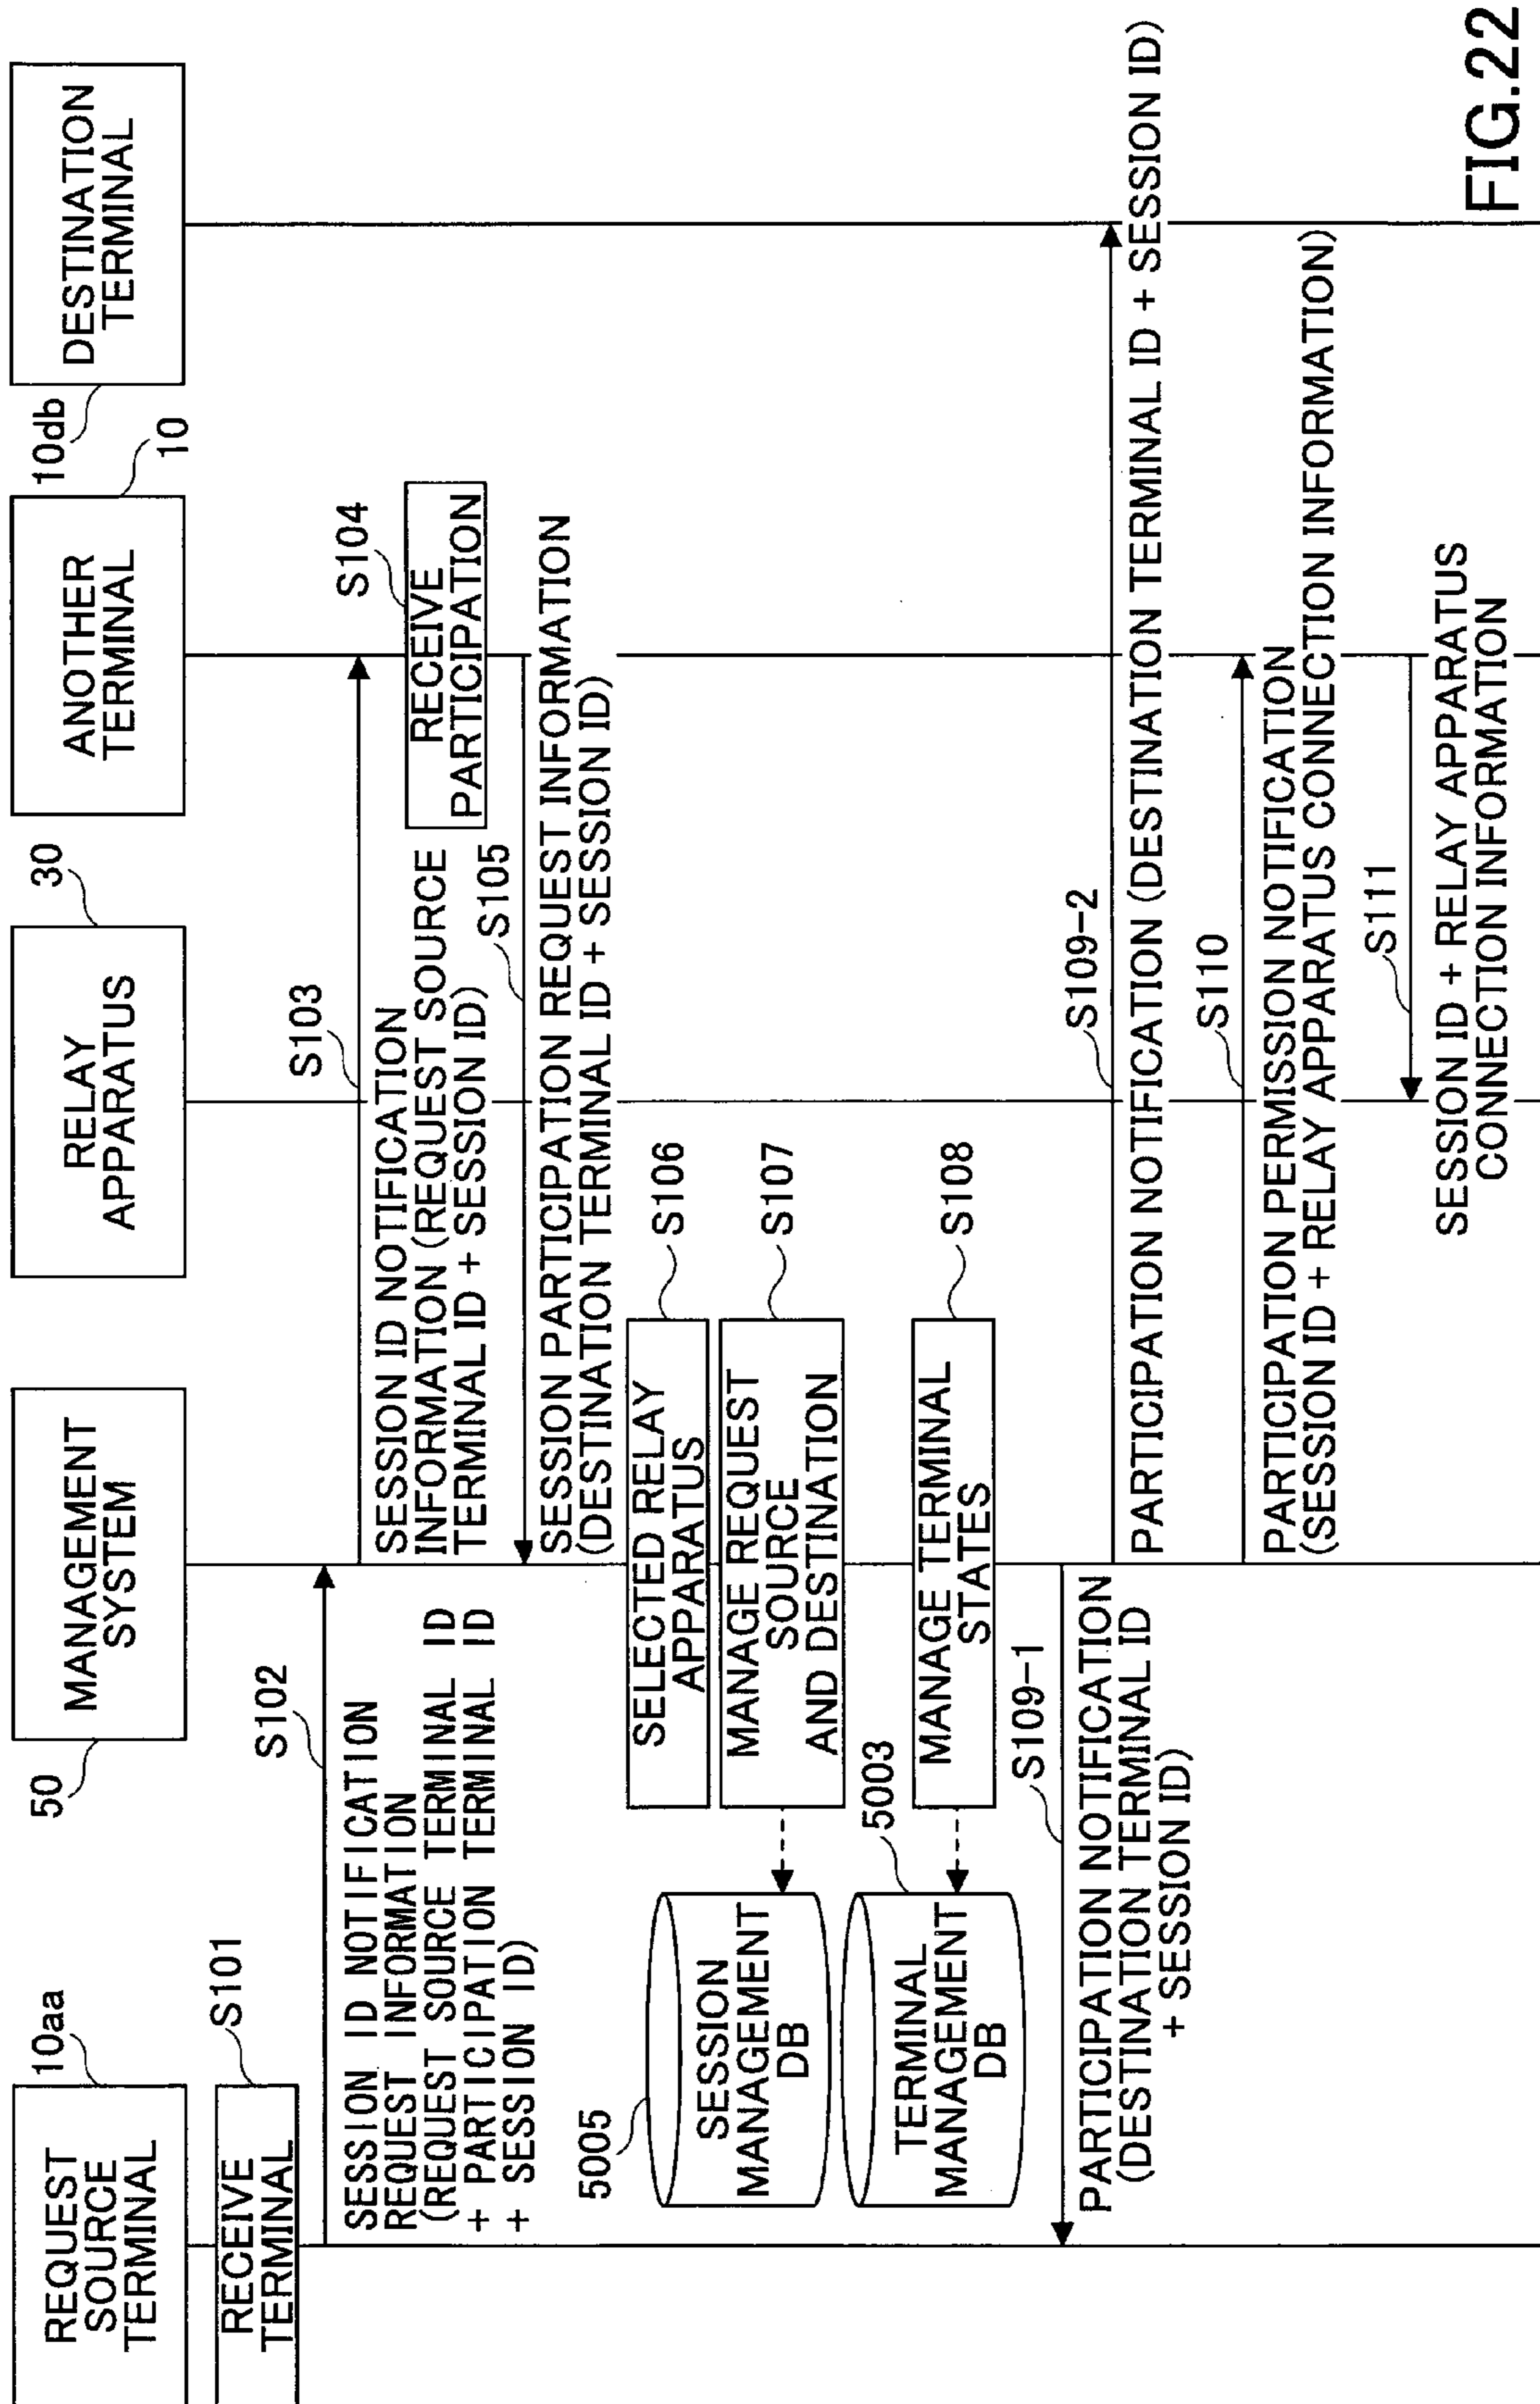 REQUEST
SOURCE
TERMINAL
10aa
MANAGEMENT
SYSTEM
50
RELAY
APPARATUS
30
ANOTHER
TERMINAL
10
DESTINATION
TERMINAL
10db
RECEIVE
TERMINAL
S101
S102
SESSION ID NOTIFICATION
REQUEST INFORMATION
(REQUEST SOURCE TERMINAL ID
+ PARTICIPATION TERMINAL ID
+ SESSION ID)
S103
SESSION ID NOTIFICATION
INFORMATION (REQUEST SOURCE
TERMINAL ID + SESSION ID)
S104
RECEIVE
PARTICIPATION
S105
SESSION PARTICIPATION REQUEST INFORMATION
(DESTINATION TERMINAL ID + SESSION ID)
SELECTED RELAY
APPARATUS
S106
MANAGE REQUEST
SOURCE
AND DESTINATION
S107
5005
SESSION
MANAGEMENT
DB
MANAGE TERMINAL
STATES
S108
5003
TERMINAL
MANAGEMENT
DB
S109-1
PARTICIPATION NOTIFICATION
(DESTINATION TERMINAL ID
+ SESSION ID)
S109-2
PARTICIPATION NOTIFICATION (DESTINATION TERMINAL ID + SESSION ID)
S110
PARTICIPATION PERMISSION NOTIFICATION
(SESSION ID + RELAY APPARATUS CONNECTION INFORMATION)
S111
SESSION ID + RELAY APPARATUS
CONNECTION INFORMATION
FIG.22